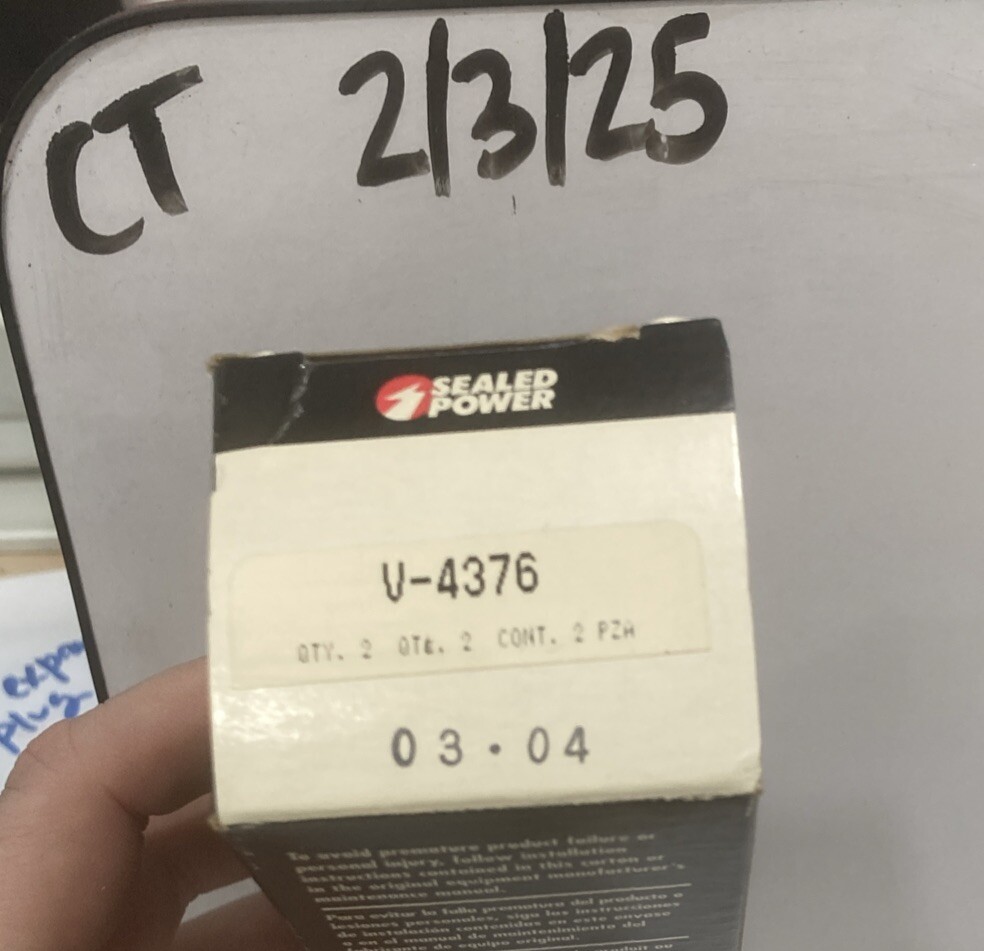 CT 2/3/25
SEALED
POWER
V-4376
QTY. 2 QTE. 2 CONT. 2 PZA
03.04
expan
plug
To avoid premature product failure or
personal injury, follow installation
instructions contained in this carton or
in the original equipment manufacturer's
maintenance manual.
Para evitar la falla prematura del producto o
lesiones personales, siga las instrucciones
de instalación contenidas en este envase
o en el manual de mantenimiento del
fabricante de equipo original.